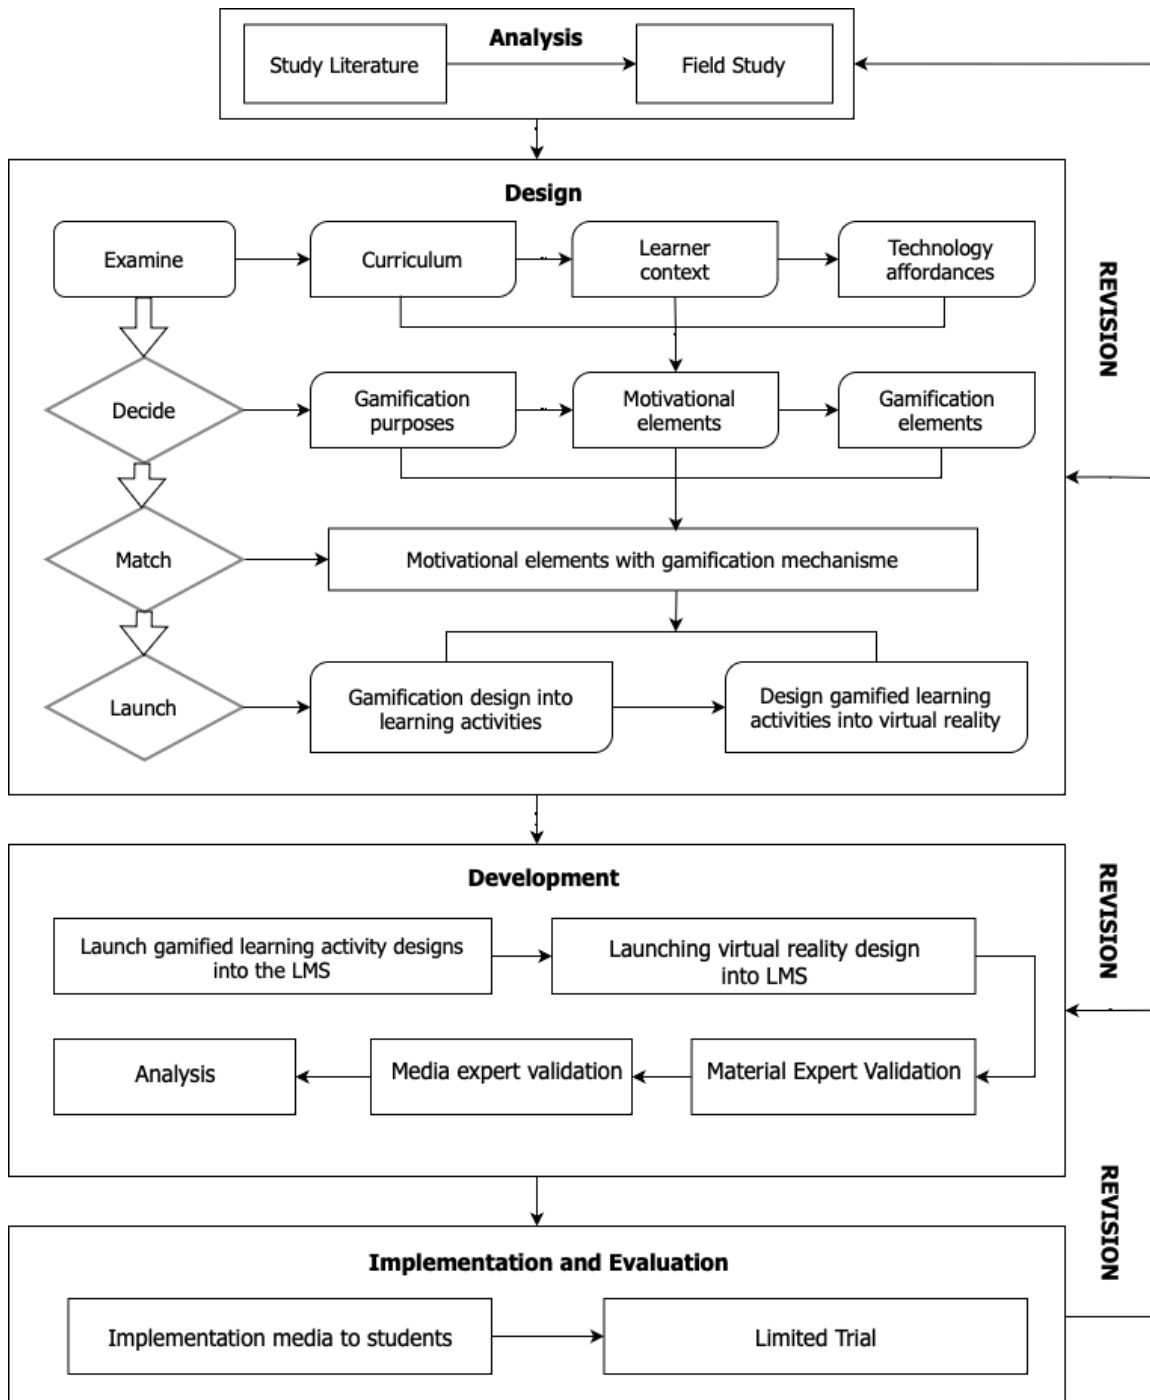 Analysis
Study Literature
Field Study
Design
Examine
Curriculum
Learner
context
Technology
affordances
REVISION
Decide
Gamification
purposes
Motivational
elements
Gamification
elements
Match
Motivational elements with gamification mechanisme
Launch
Gamification design into
learning activities
Design gamified learning
activities into virtual reality
Development
REVISION
Launch gamified learning activity designs
into the LMS
Launching virtual reality design
into LMS
Analysis
Media expert validation
Material Expert Validation
REVISION
Implementation and Evaluation
Implementation media to students
Limited Trial